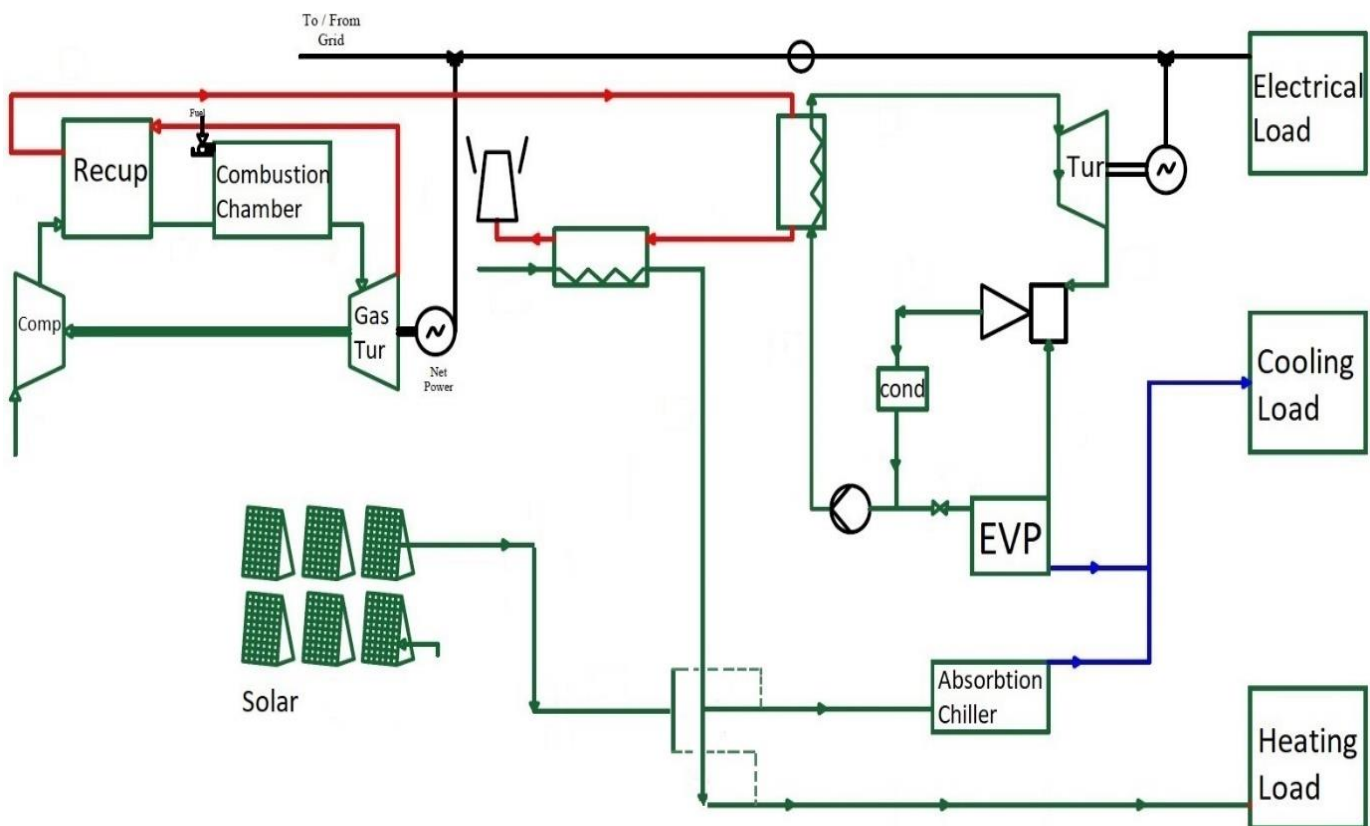 To / From
Grid
Electrical
Load
Fuel
Recup
Combustion
Chamber
Tur
Comp
Gas
Tur
Net
Power
cond
Cooling
Load
EVP
Solar
Absorbtion
Chiller
Heating
Load